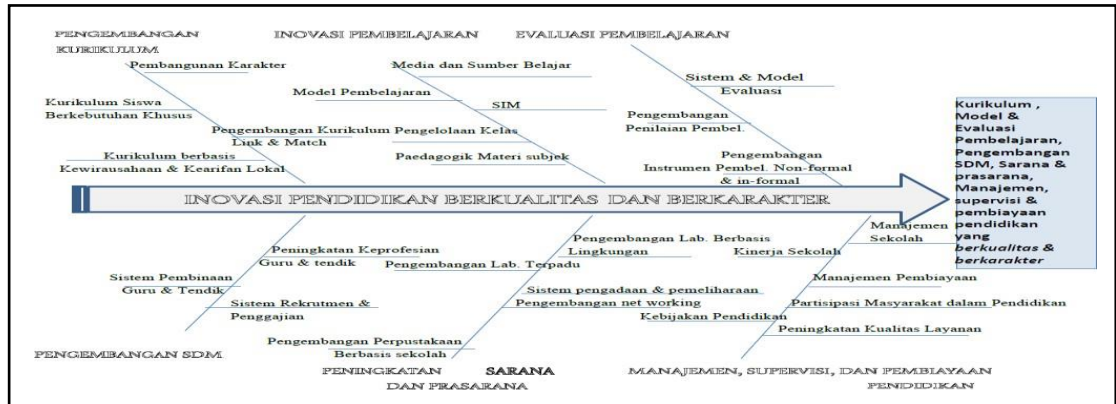 PENGEMBANGAN
KURIKULUM
Pembangunan Karakter
Kurikulum Siswa
Berkebutuhan Khusus
Pengembangan Kurikulum
Link & Match
Kurikulum berbasis
Kewirausahaan & Kearifan Lokal
INOVASI PEMBELAJARAN
Media dan Sumber Belajar
Model Pembelajaran
SIM
Pengelolaan Kelas
Paedagogik Materi subjek
EVALUASI PEMBELAJARAN
Sistem & Model
Evaluasi
Pengembangan
Penilaian Pembel.
Pengembangan
Instrumen Pembel. Non-formal
& in-formal
INOVASI PENDIDIKAN BERKUALITAS DAN BERKARAKTER
Kurikulum ,
Model &
Evaluasi
Pembelajaran,
Pengembangan
SDM, Sarana &
prasarana,
Manajemen,
supervisi &
pembiayaan
pendidikan
yang
berkualitas &
berkarakter
Peningkatan Keprofesian
Guru & tendik
Sistem Pembinaan
Guru & Tendik
Sistem Rekrutmen &
Penggajian
PENGEMBANGAN SDM
Pengembangan Lab. Berbasis
Lingkungan
Pengembangan Lab. Terpadu
Sistem pengadaan & pemeliharaan
Pengembangan net working
Pengembangan Perpustakaan
Berbasis sekolah
PENINGKATAN SARANA
DAN PRASARANA
Manajemen
Sekolah
Kinerja Sekolah
Manajemen Pembiayaan
Partisipasi Masyarakat dalam Pendidikan
Kebijakan Pendidikan
Peningkatan Kualitas Layanan
MANAJEMEN, SUPERVISI, DAN PEMBIAYAAN
PENDIDIKAN